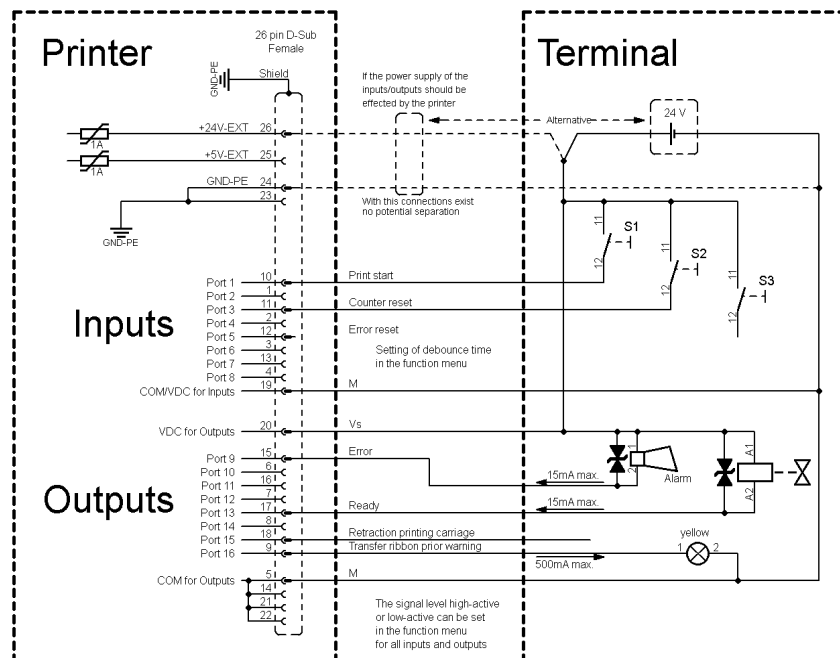 Printer
26 pin D-Sub
Female
Terminal
GND-PE
Shield
If the power supply of the
inputs/outputs should be
effected by the printer
Alternative
24 V
+24V-EXT 26
1A
+5V-EXT 25
1A
GND-PE 24
23
GND-PE
With this connections exist
no potential separation
11
S1
12
11
S2
12
11
S3
12
Inputs
Port 1 10 Print start
Port 2 1
Port 3 11 Counter reset
Port 4 2
Port 5 12 Error reset
Port 6 3
Port 7 13
Port 8 4
COM/VDC for Inputs 19 M
Setting of debounce time
in the function menu
VDC for Outputs 20 Vs
Outputs
Port 9 15 Error
Port 10 6
Port 11 16
Port 12 7
Port 13 17 Ready
Port 14 8
Port 15 18 Retraction printing carriage
Port 16 9 Transfer ribbon prior warning
15mA max.
15mA max.
500mA max.
1
2
Alarm
A1
A2
yellow
1 2
COM for Outputs 5 M
14
21
22
The signal level high-active
or low-active can be set
in the function menu
for all inputs and outputs